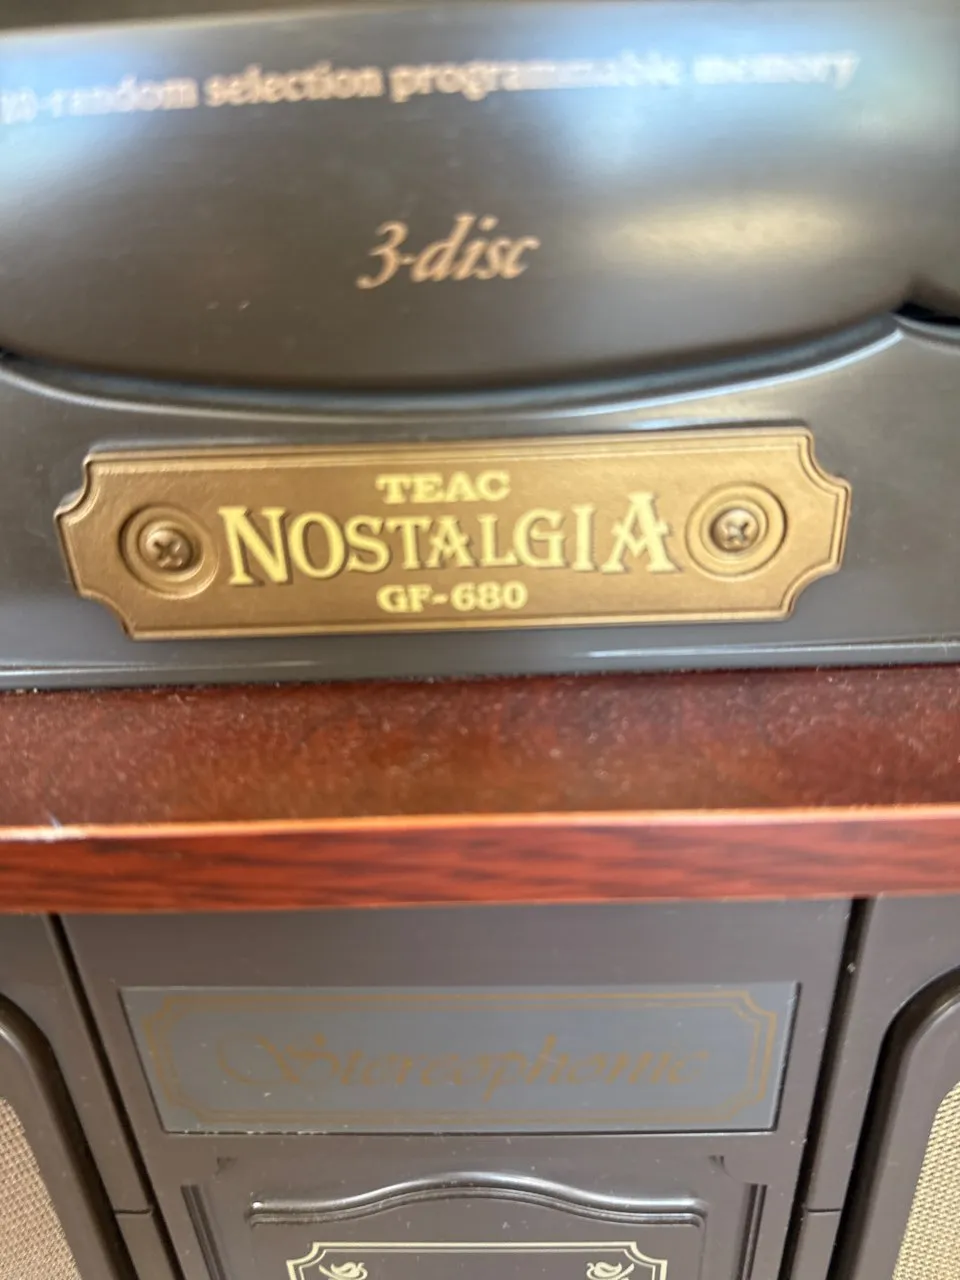 random selection programmable memory
3-disc
TEAC
NOSTALGIA
GF-680
Stereophonic